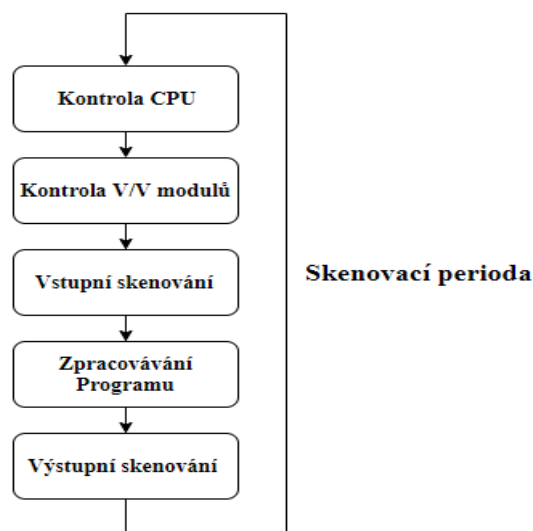 Kontrola CPU
Kontrola V/V modulů
Vstupní skenování
Skenovací perioda
Zpracovávání
Programu
Výstupní skenování